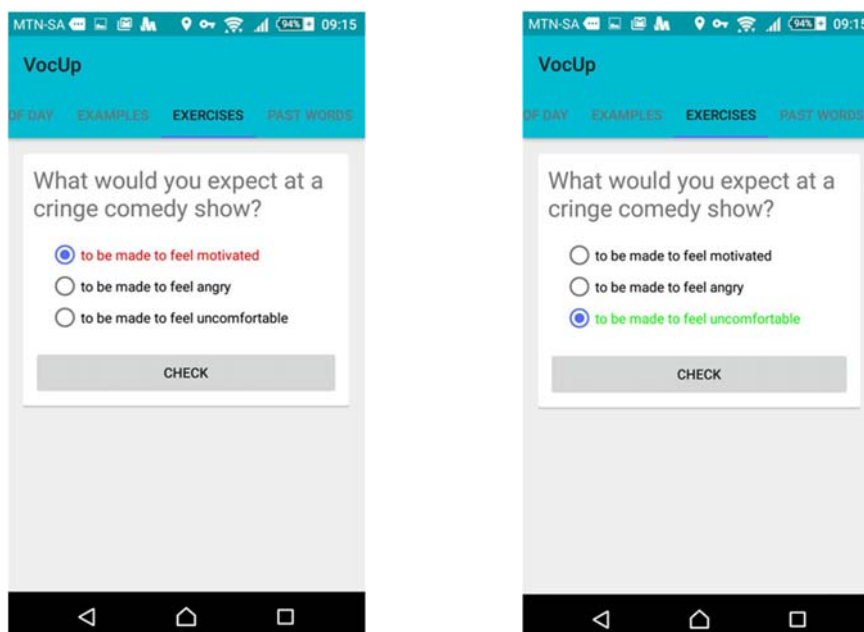 MTN-SA 94% 09:15
VocUp
OF DAY EXAMPLES EXERCISES PAST WORDS
What would you expect at a
cringe comedy show?
to be made to feel motivated
to be made to feel angry
to be made to feel uncomfortable
CHECK
MTN-SA 94% 09:15
VocUp
OF DAY EXAMPLES EXERCISES PAST WORDS
What would you expect at a
cringe comedy show?
to be made to feel motivated
to be made to feel angry
to be made to feel uncomfortable
CHECK